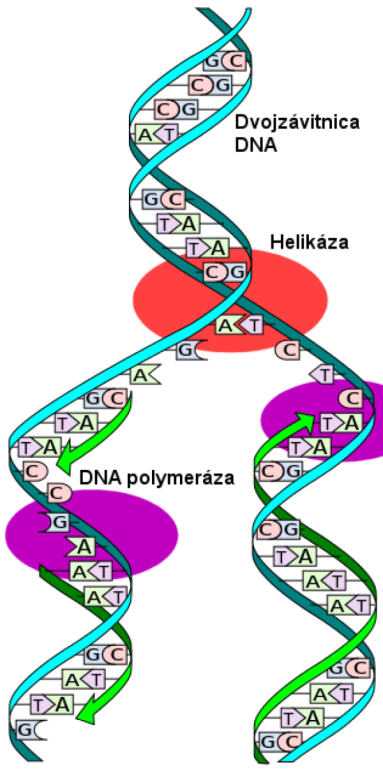 G C
C G
C G
Dvojzávitnica
DNA
A T
G C
T A
Helikáza
T A
C G
A T
G C
A T
G C C
T A T A
T A T A
C C G
DNA polymeráza
C
G C G
A T A
A T A T
A T A T
G C G C
A T A T
T A T A
G G C